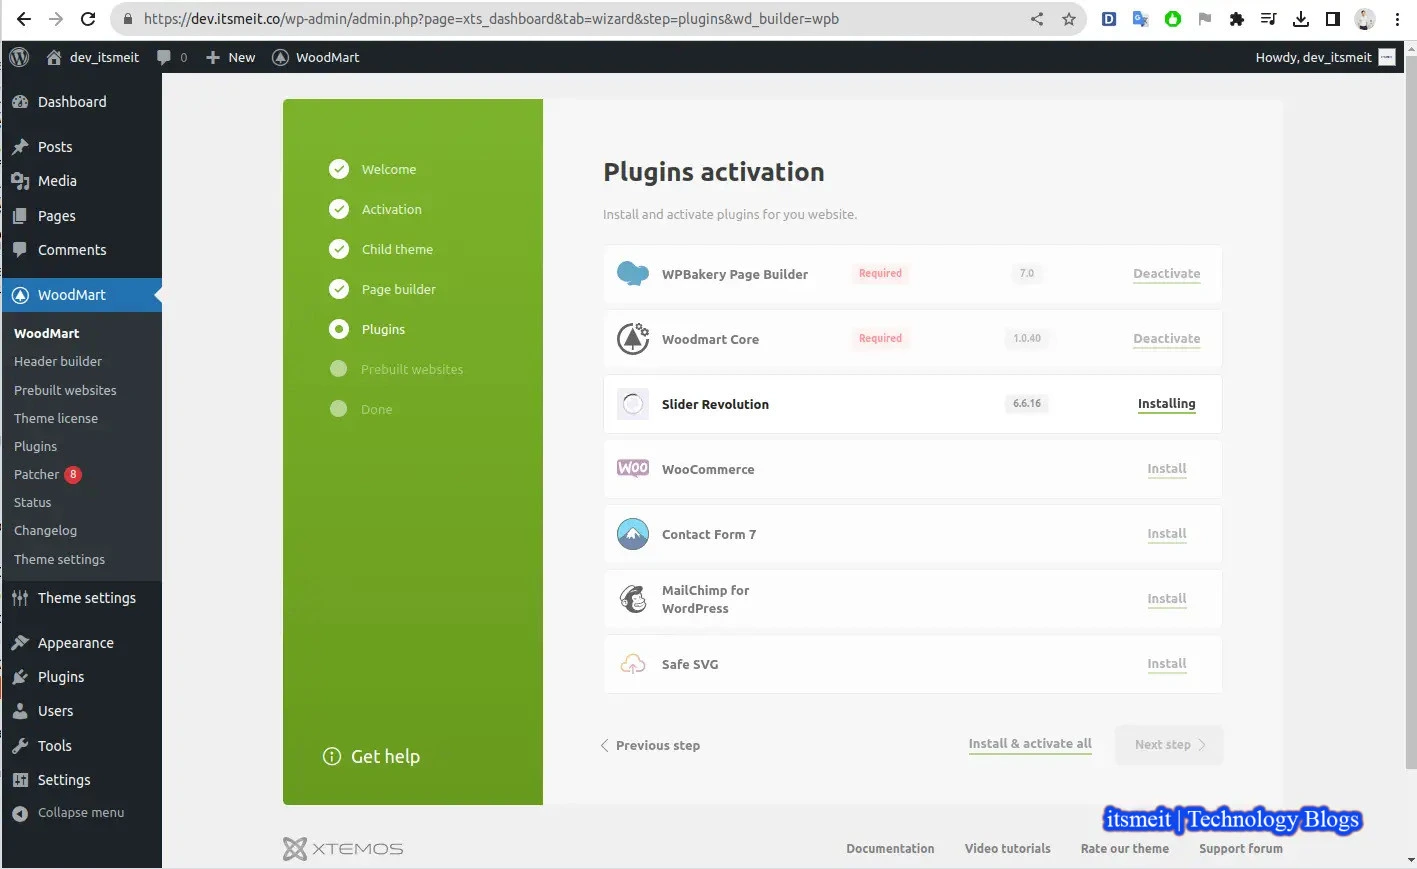 https://dev.itsmeit.co/wp-admin/admin.php?page=xts_dashboard&tab=wizard&step=plugins&wd_builder=wpb
dev_itsmeit
0
New
WoodMart
Howdy, dev_itsmeit
Dashboard
Posts
Media
Pages
Comments
WoodMart
WoodMart
Header builder
Prebuilt websites
Theme license
Plugins
Patcher 8
Status
Changelog
Theme settings
Theme settings
Appearance
Plugins
Users
Tools
Settings
Collapse menu
Welcome
Activation
Child theme
Page builder
Plugins
Prebuilt websites
Done
Get help
Plugins activation
Install and activate plugins for you website.
WPBakery Page Builder Required 7.0 Deactivate
Woodmart Core Required 1.0.40 Deactivate
Slider Revolution 6.6.16 Installing
WOO WooCommerce Install
Contact Form 7 Install
MailChimp for
WordPress
Install
Safe SVG Install
Previous step
Install & activate all
Next step
itsmeit | Technology Blogs
XTEMOS
Documentation Video tutorials Rate our theme Support forum